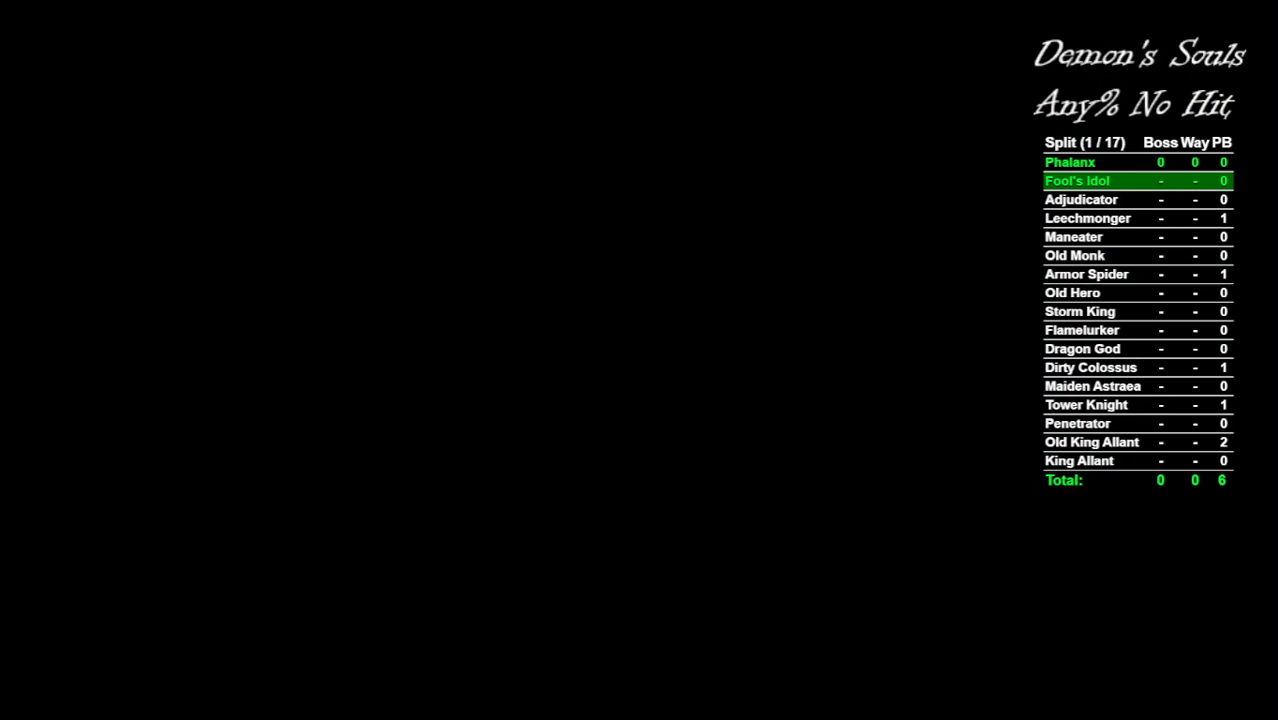 Demon's Souls
Any% No Hit
Split (1 / 17) Boss Way PB
Phalanx 0 0 0
Fool's Idol - - 0
Adjudicator - - 0
Leechmonger - - 1
Maneater - - 0
Old Monk - - 0
Armor Spider - - 1
Old Hero - - 0
Storm King - - 0
Flamelurker - - 0
Dragon God - - 0
Dirty Colossus - - 1
Maiden Astraea - - 0
Tower Knight - - 1
Penetrator - - 0
Old King Allant - - 2
King Allant - - 0
Total: 0 0 6